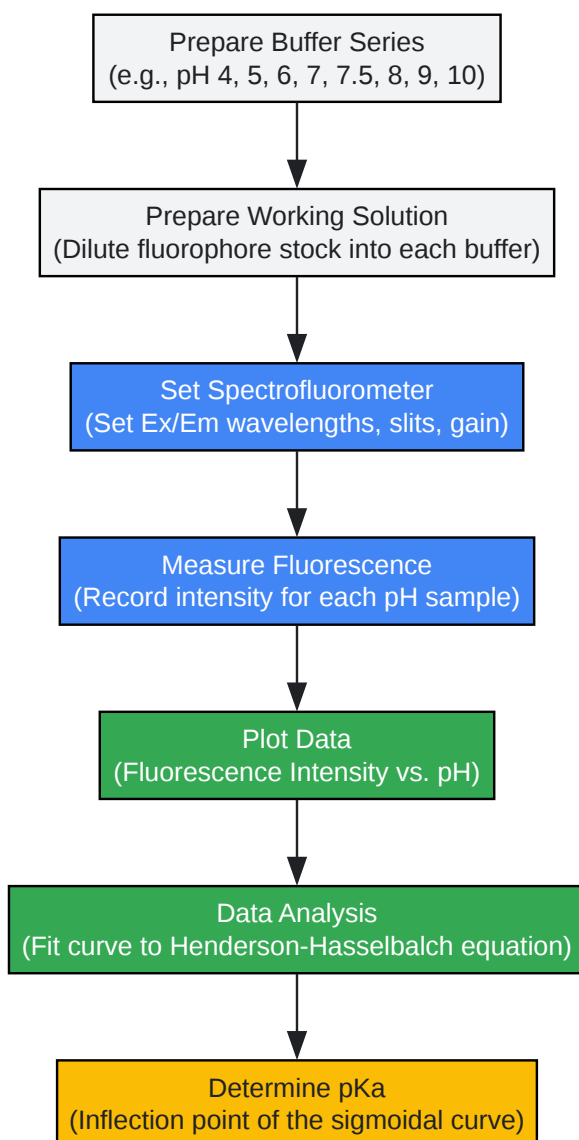 Prepare Buffer Series
(e.g., pH 4, 5, 6, 7, 7.5, 8, 9, 10)
Prepare Working Solution
(Dilute fluorophore stock into each buffer)
Set Spectrofluorometer
(Set Ex/Em wavelengths, slits, gain)
Measure Fluorescence
(Record intensity for each pH sample)
Plot Data
(Fluorescence Intensity vs. pH)
Data Analysis
(Fit curve to Henderson-Hasselbalch equation)
Determine pKa
(Inflection point of the sigmoidal curve)